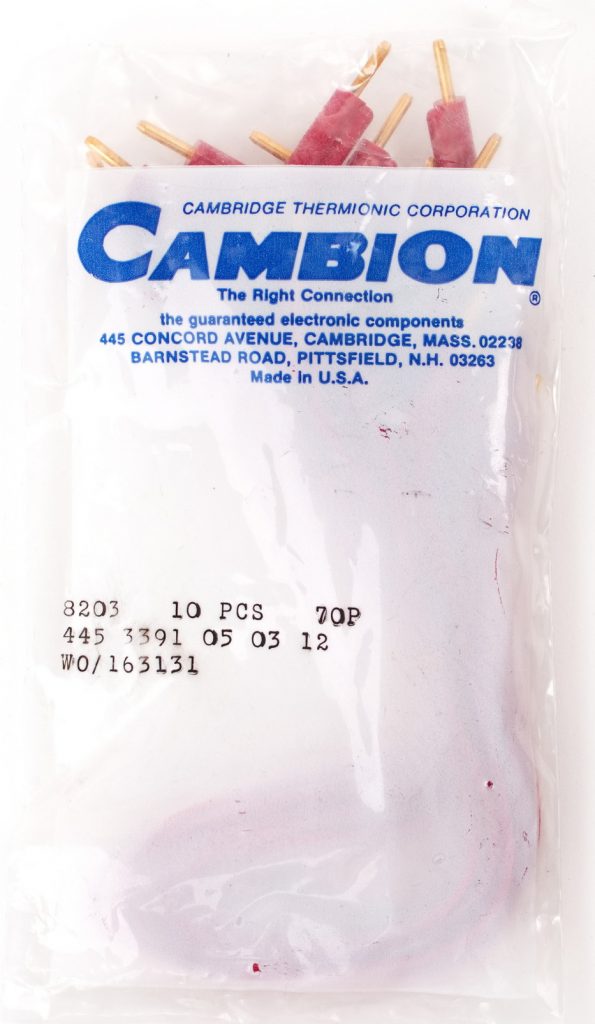 CAMBRIDGE THERMIONIC CORPORATION
CAMBION
The Right Connection ®
the guaranteed electronic components
445 CONCORD AVENUE, CAMBRIDGE, MASS. 02238
BARNSTEAD ROAD, PITTSFIELD, N.H. 03263
Made in U.S.A.
8203 10 PCS 70P
445 3391 05 03 12
WO/163131